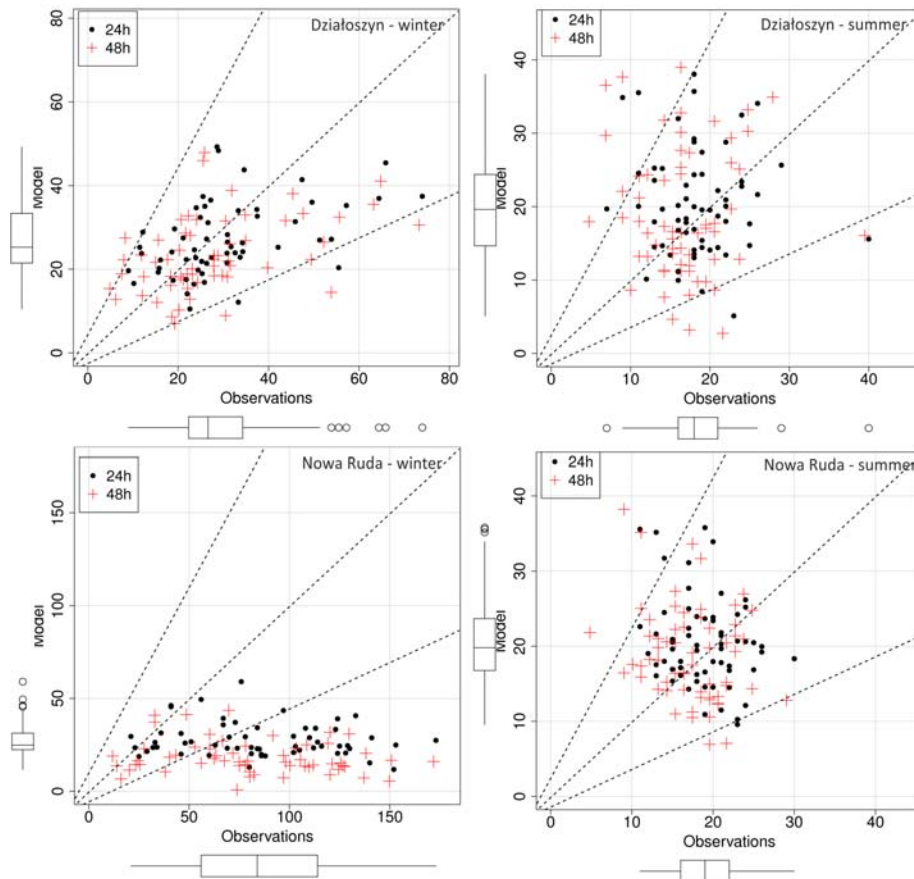 Działoszyn - winter
24h
48h
80
60
40
20
0
Model
0 20 40 60 80
Observations
Działoszyn - summer
24h
48h
40
30
20
10
0
Model
0 10 20 30 40
Observations
Nowa Ruda - winter
24h
48h
150
100
50
0
Model
0 50 100 150
Observations
Nowa Ruda - summer
24h
48h
40
30
20
10
0
Model
0 10 20 30 40
Observations